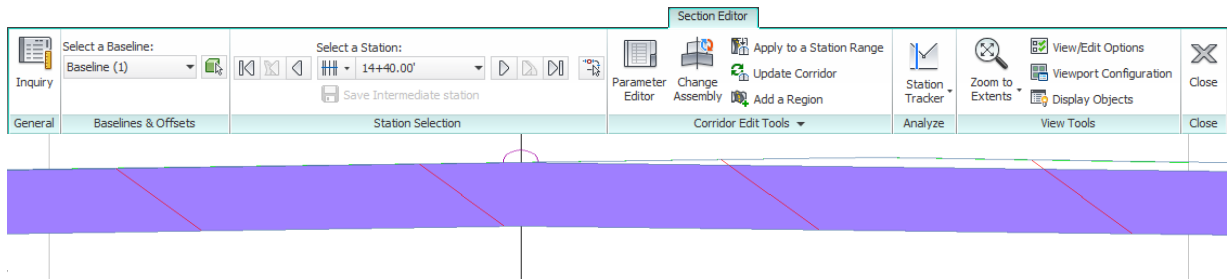 Section Editor
Select a Baseline:
Baseline (1)
Select a Station:
14+40.00'
Save Intermediate station
Inquiry
Parameter Editor
Change Assembly
Apply to a Station Range
Update Corridor
Add a Region
Station Tracker
Zoom to Extents
View/Edit Options
Viewport Configuration
Display Objects
Close
General
Baselines & Offsets
Station Selection
Corridor Edit Tools
Analyze
View Tools
Close